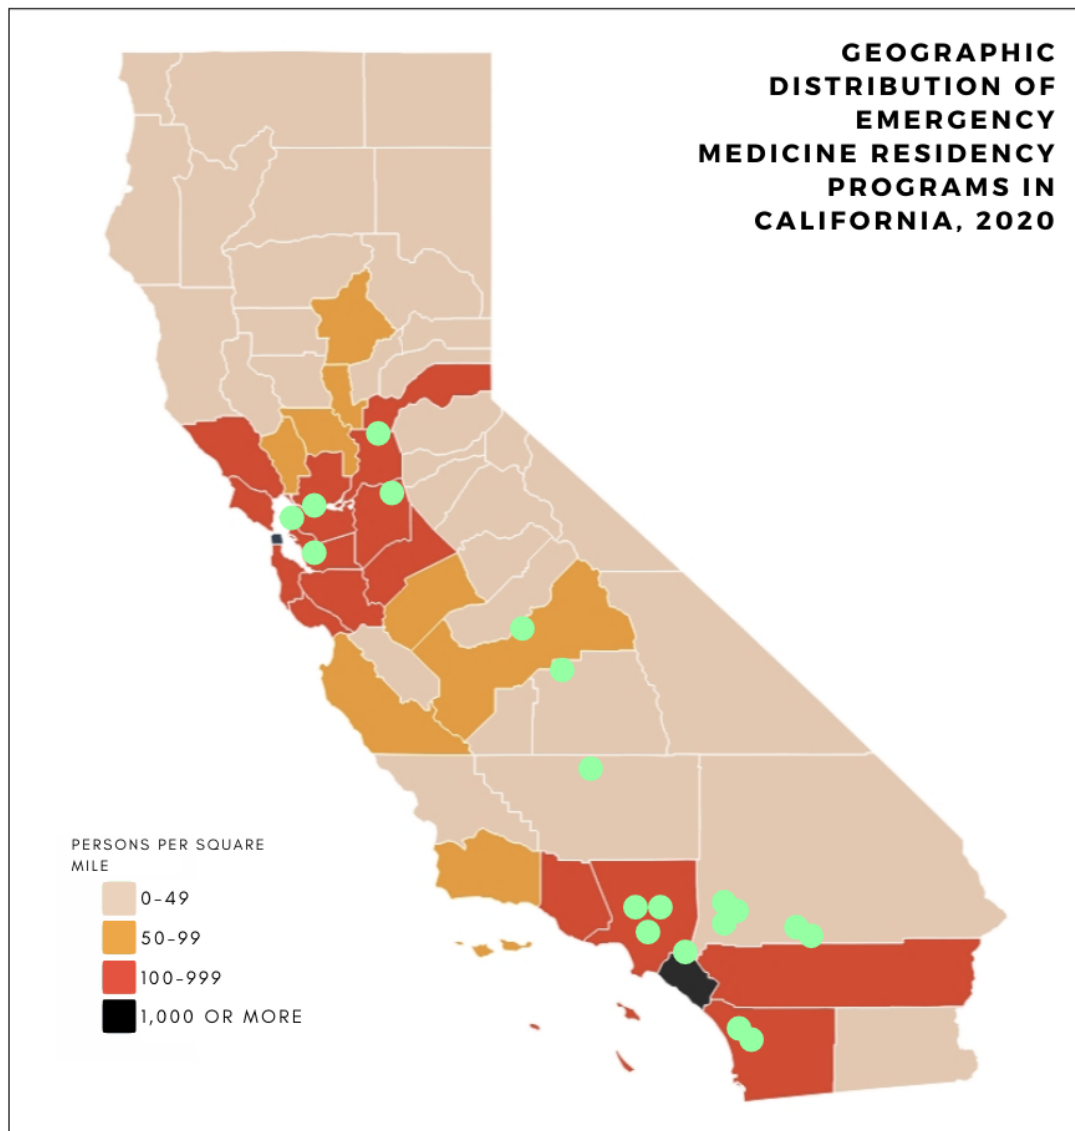 GEOGRAPHIC
DISTRIBUTION OF
EMERGENCY
MEDICINE RESIDENCY
PROGRAMS IN
CALIFORNIA, 2020
PERSONS PER SQUARE
MILE
0-49
50-99
100-999
1,000 OR MORE